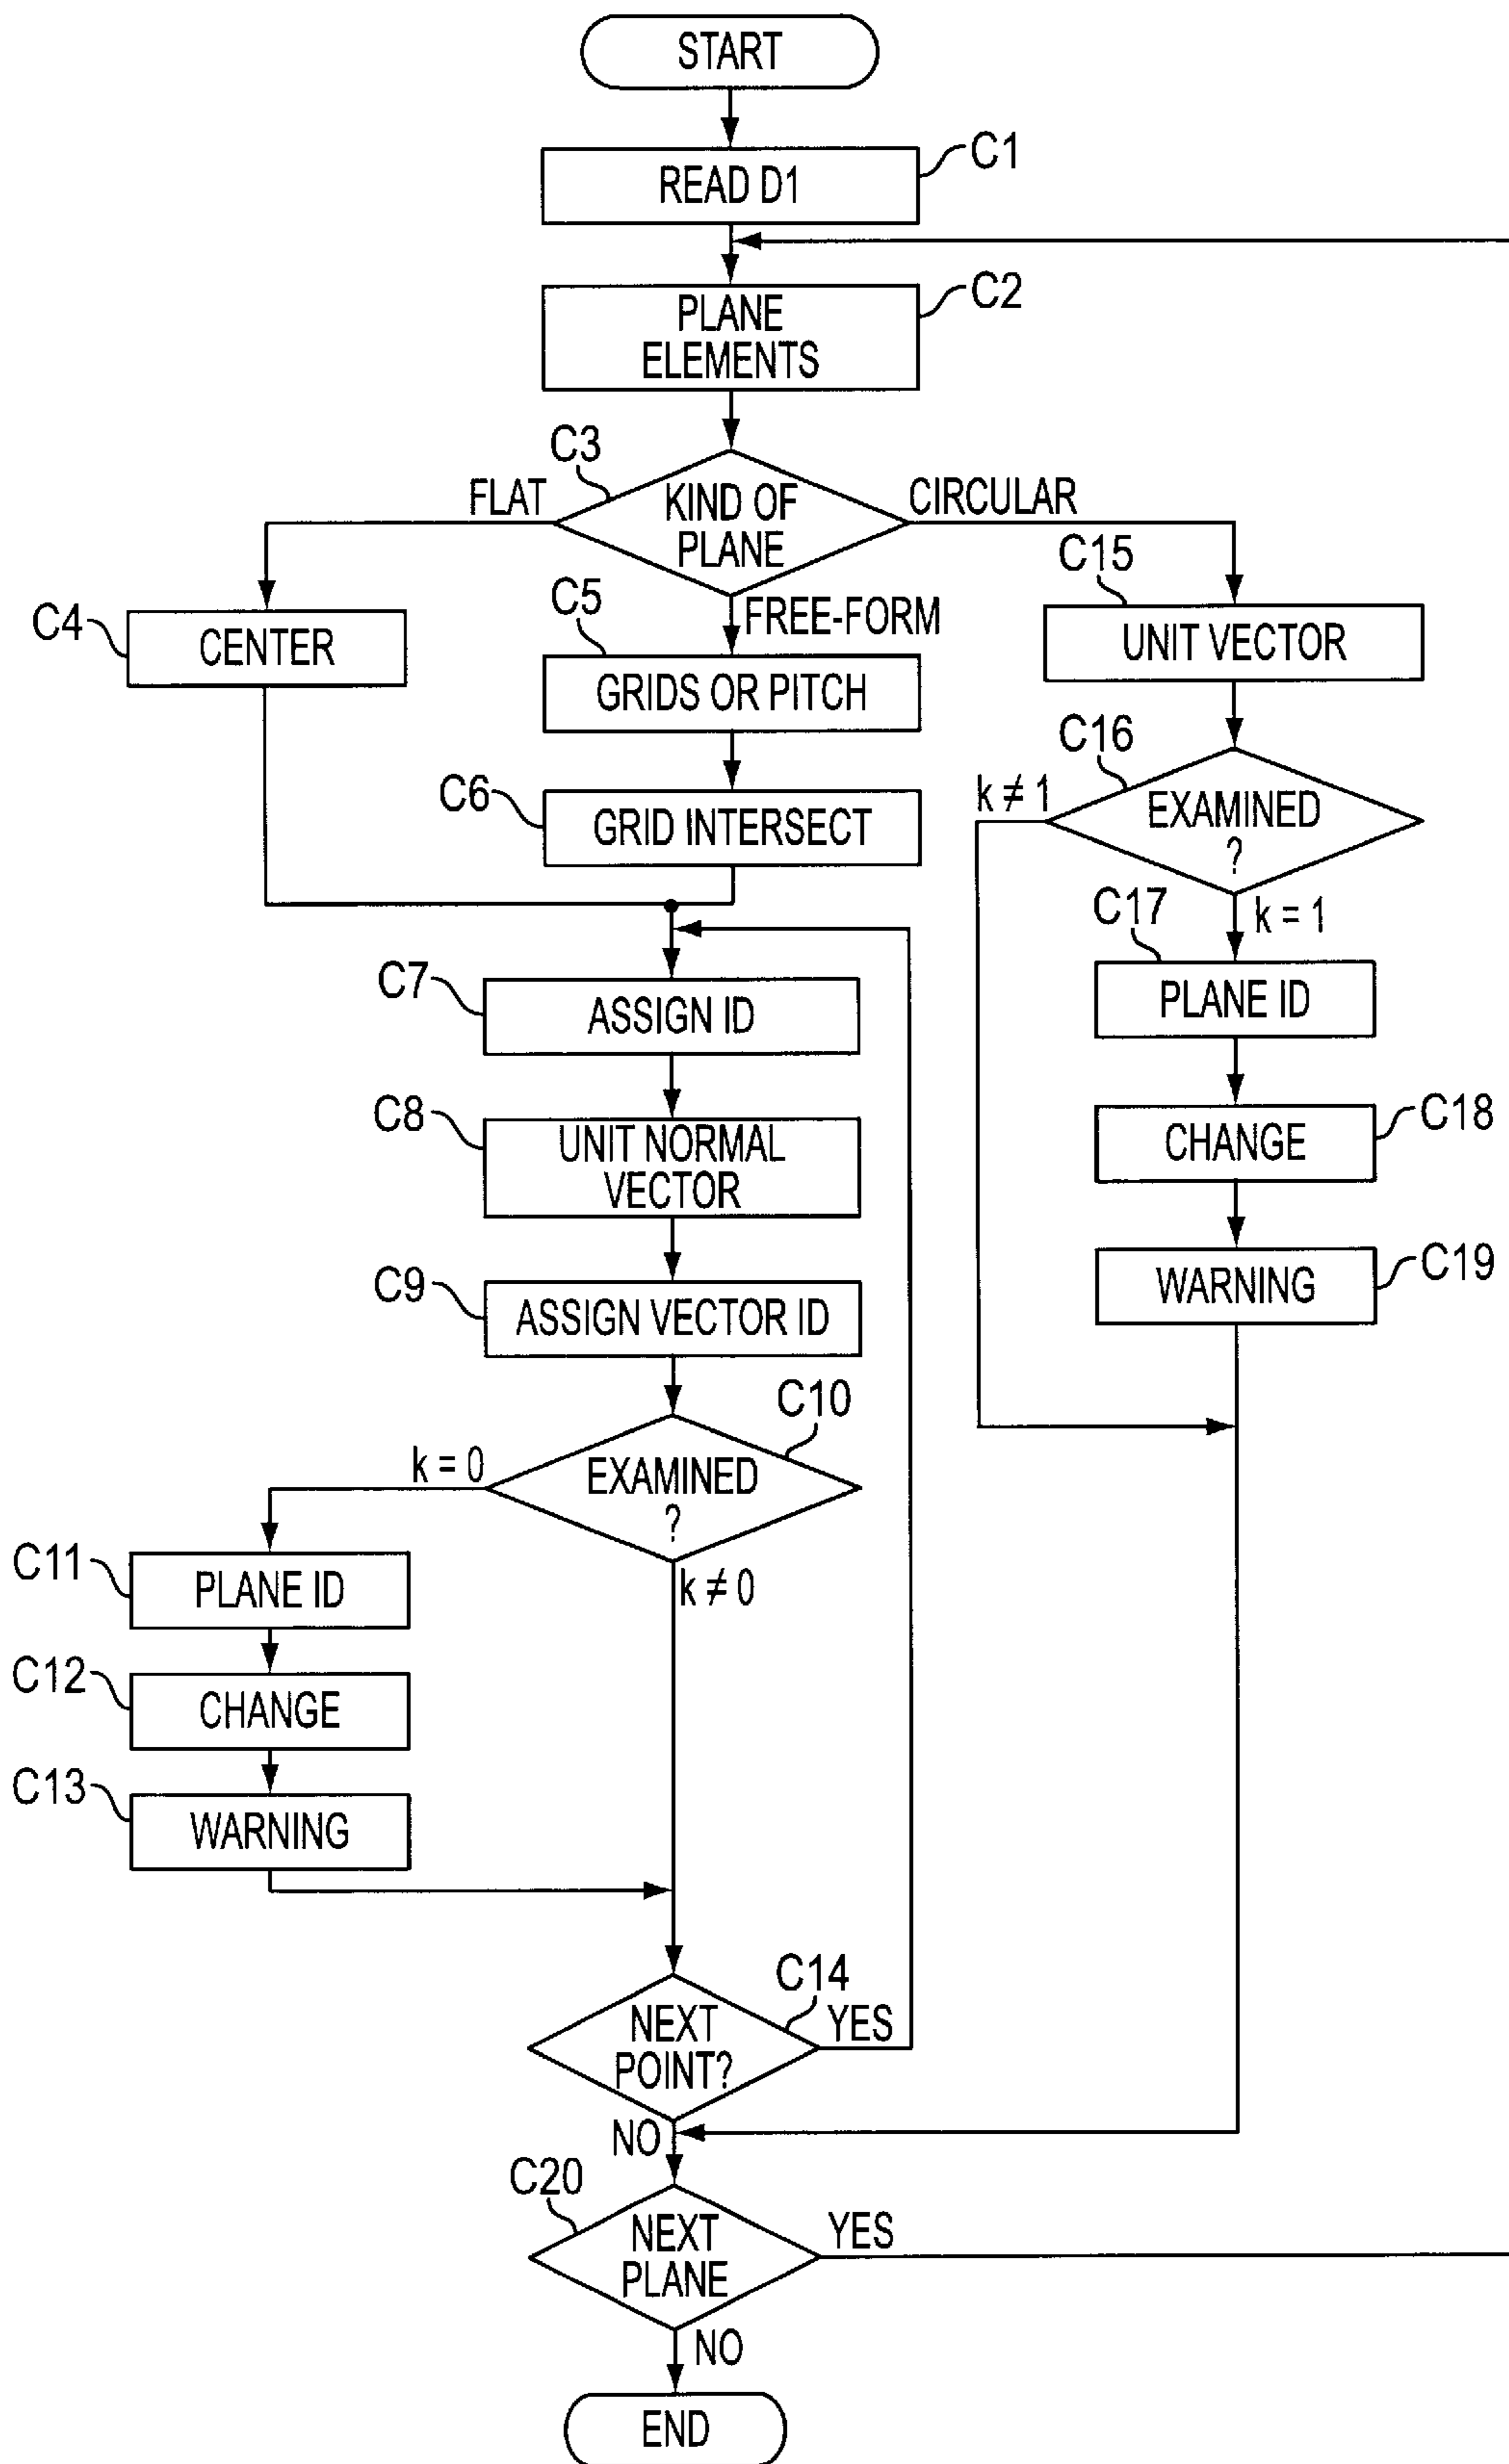 START
C1
READ D1
C2
PLANE
ELEMENTS
C3
FLAT
KIND OF
PLANE
CIRCULAR
C4
CENTER
C5
FREE-FORM
GRIDS OR PITCH
C6
GRID INTERSECT
C15
UNIT VECTOR
C16
k ≠ 1
EXAMINED
?
k = 1
C17
PLANE ID
C18
CHANGE
C19
WARNING
C7
ASSIGN ID
C8
UNIT NORMAL
VECTOR
C9
ASSIGN VECTOR ID
C10
k = 0
EXAMINED
?
k ≠ 0
C11
PLANE ID
C12
CHANGE
C13
WARNING
C14
NEXT
POINT?
YES
NO
C20
NEXT
PLANE
YES
NO
END